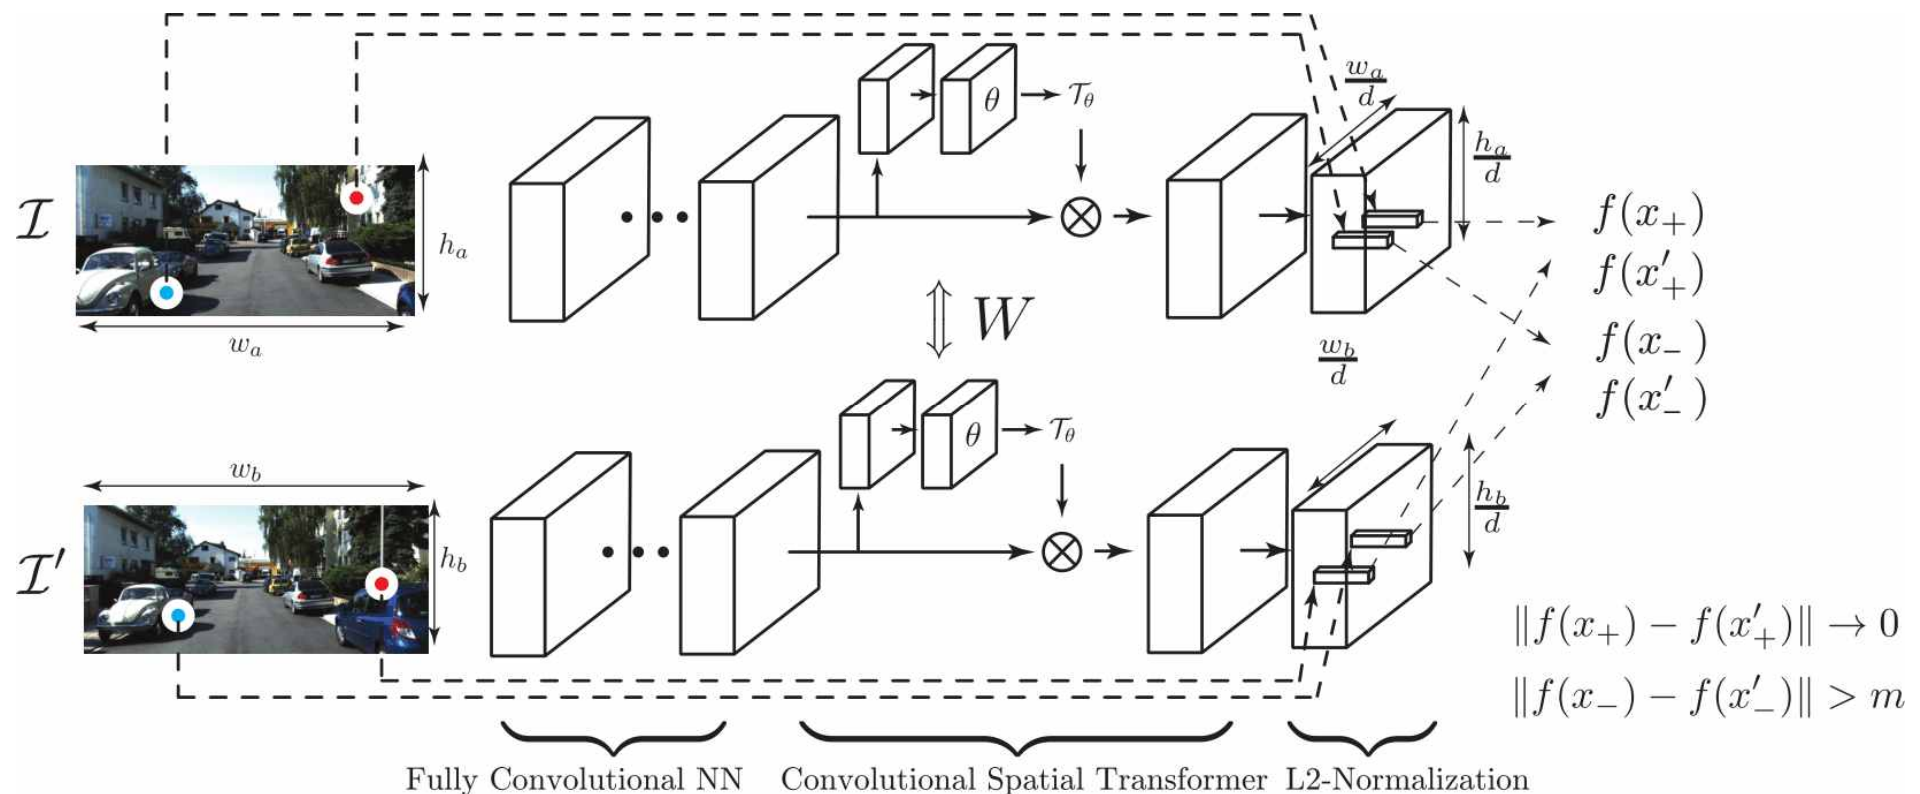 𝓘
w_a
h_a
θ
𝒯_θ
w_a/d
h_a/d
f(x_+)
f(x'_+)
f(x_-)
f(x'_-)
W
w_b/d
𝓘'
w_b
h_b
θ
𝒯_θ
h_b/d
‖f(x_+) − f(x'_+)‖ → 0
‖f(x_−) − f(x'_−)‖ > m
Fully Convolutional NN
Convolutional Spatial Transformer
L2-Normalization